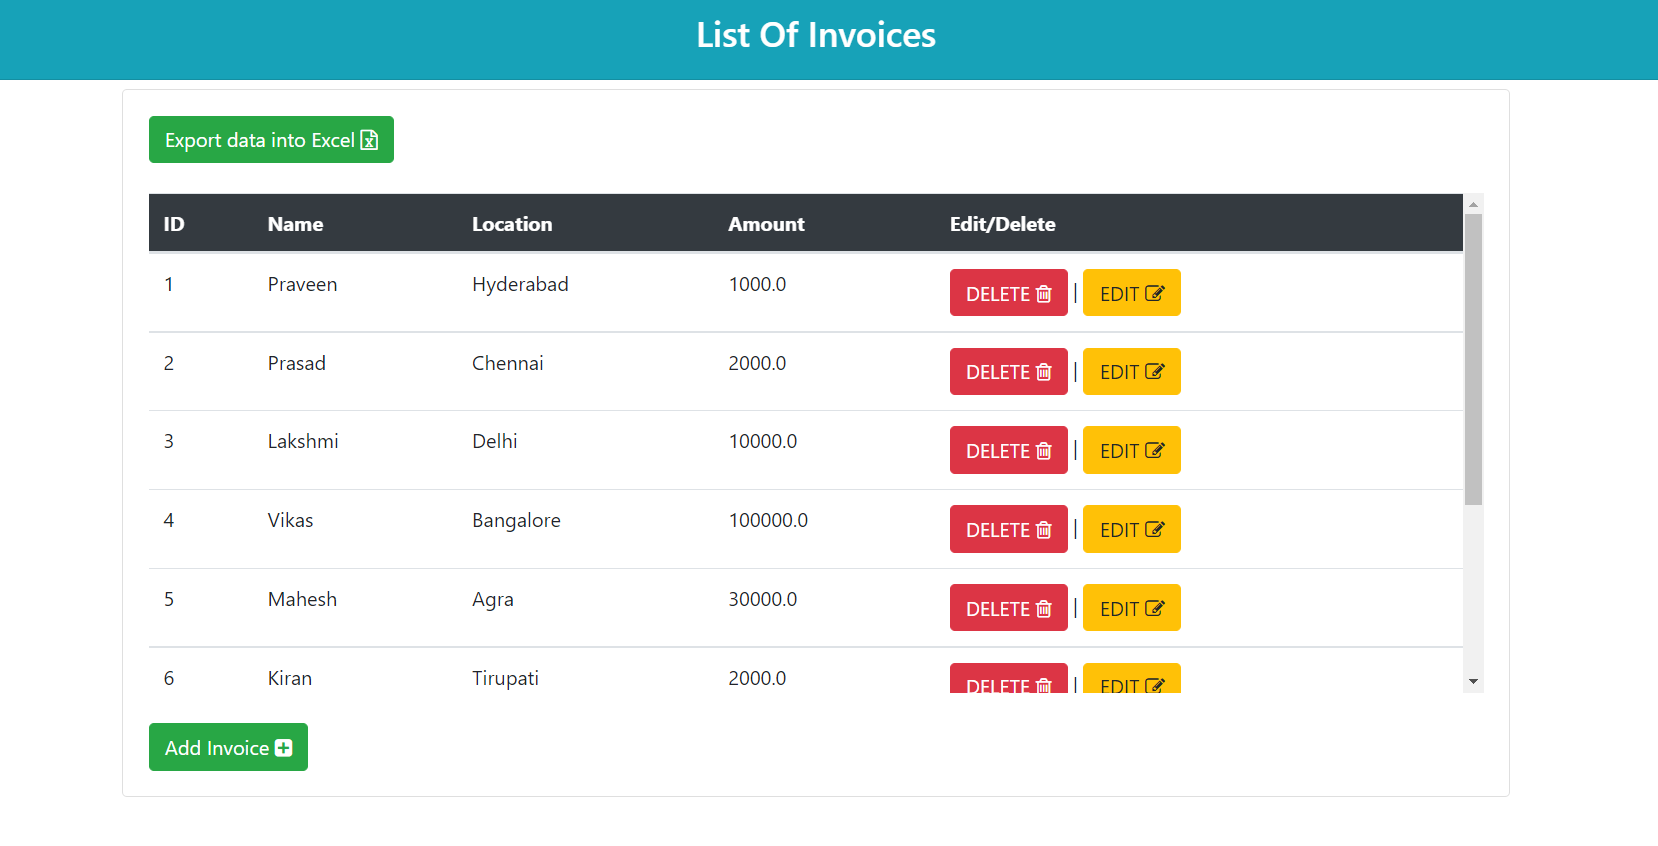 List Of Invoices
Export data into Excel
ID Name Location Amount Edit/Delete
1 Praveen Hyderabad 1000.0 DELETE | EDIT
2 Prasad Chennai 2000.0 DELETE | EDIT
3 Lakshmi Delhi 10000.0 DELETE | EDIT
4 Vikas Bangalore 100000.0 DELETE | EDIT
5 Mahesh Agra 30000.0 DELETE | EDIT
6 Kiran Tirupati 2000.0 DELETE | EDIT
Add Invoice